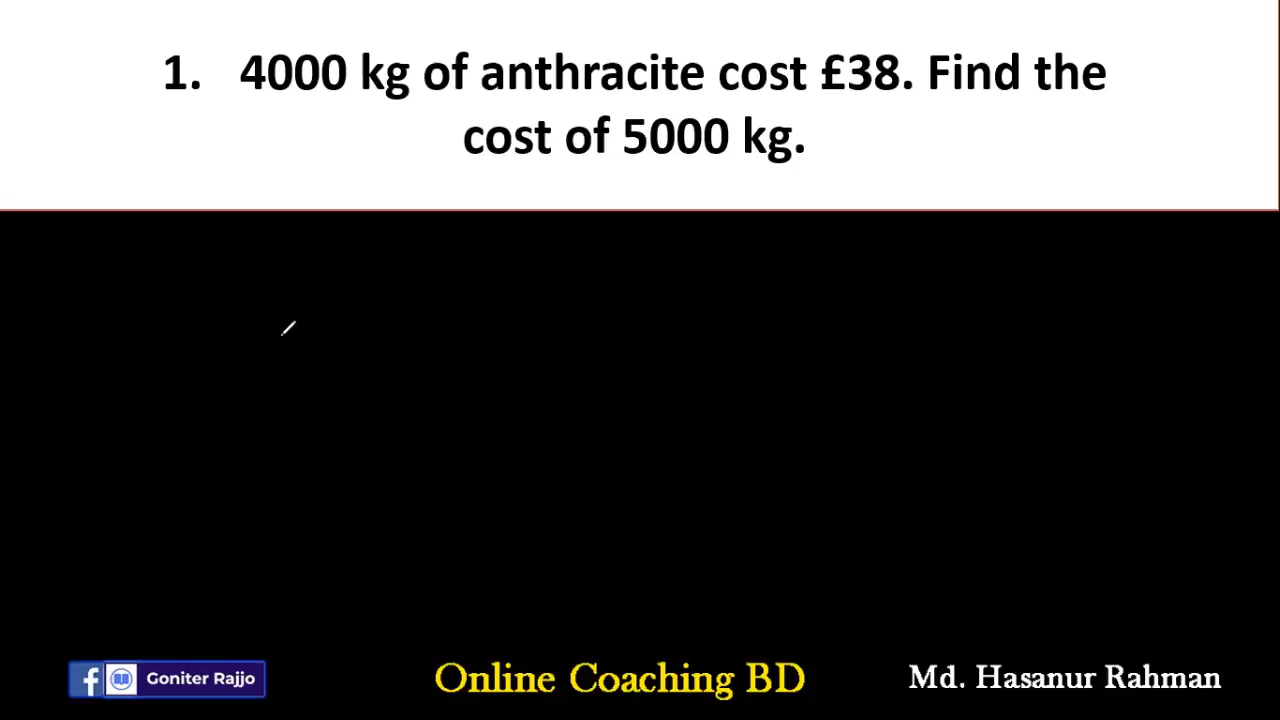 1. 4000 kg of anthracite cost £38. Find the
cost of 5000 kg.
f Goniter Rajjo
Online Coaching BD
Md. Hasanur Rahman